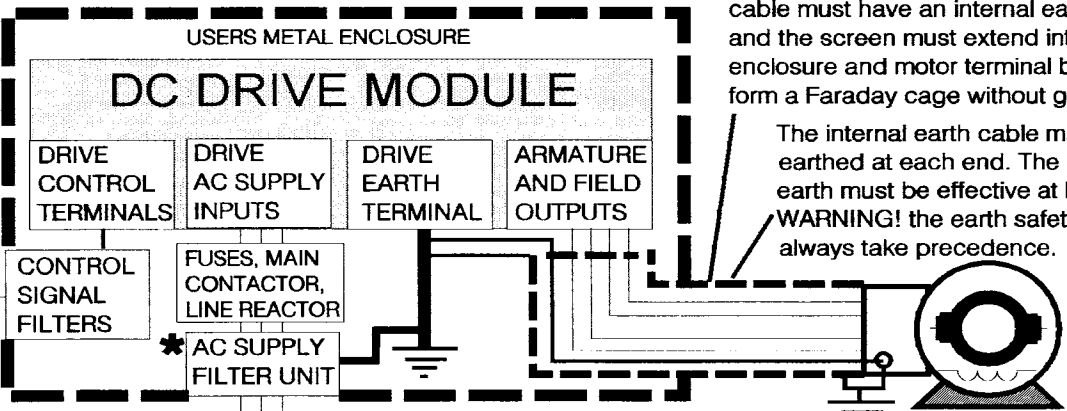 cable must have an internal
and the screen must extend
enclosure and motor terminal
form a Faraday cage without
The internal earth cable
earthed at each end. The
earth must be effective at
WARNING! the earth
always take precedence.
USERS METAL ENCLOSURE
DC DRIVE MODULE
DRIVE
CONTROL
TERMINALS
DRIVE
AC SUPPLY
INPUTS
DRIVE
EARTH
TERMINAL
ARMATURE
AND FIELD
OUTPUTS
CONTROL
SIGNAL
FILTERS
FUSES, MAIN
CONTACTOR,
LINE REACTOR
* AC SUPPLY
FILTER UNIT